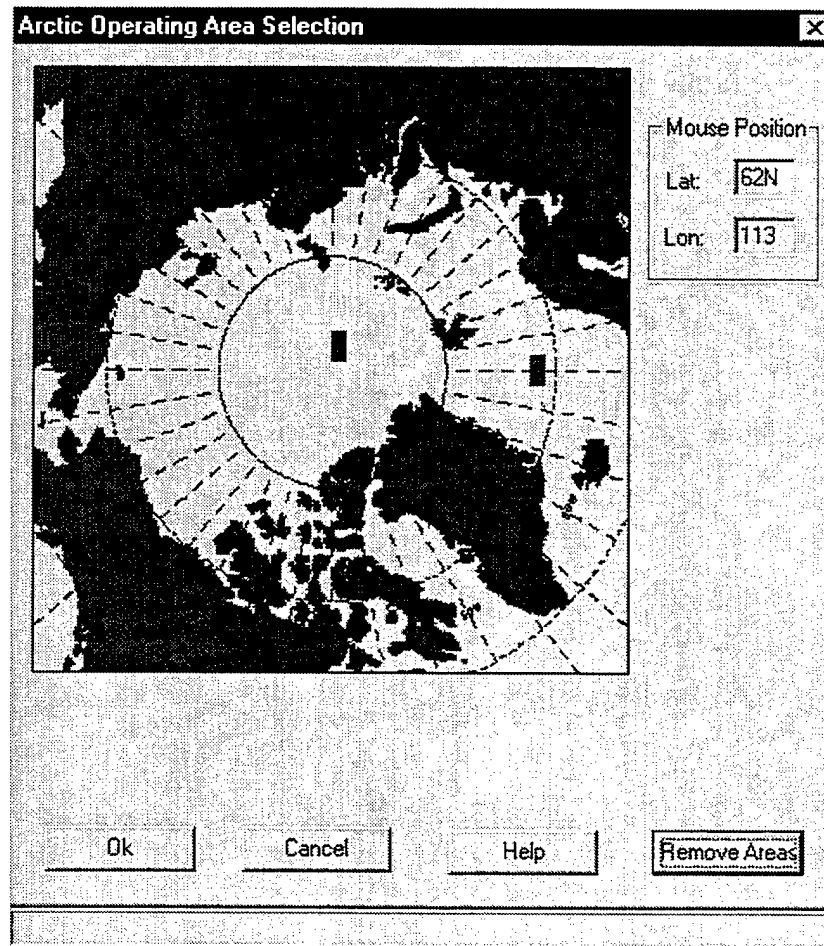 Arctic Operating Area Selection
Mouse Position
Lat: 62N
Lon: 113
Ok
Cancel
Help
Remove Areas